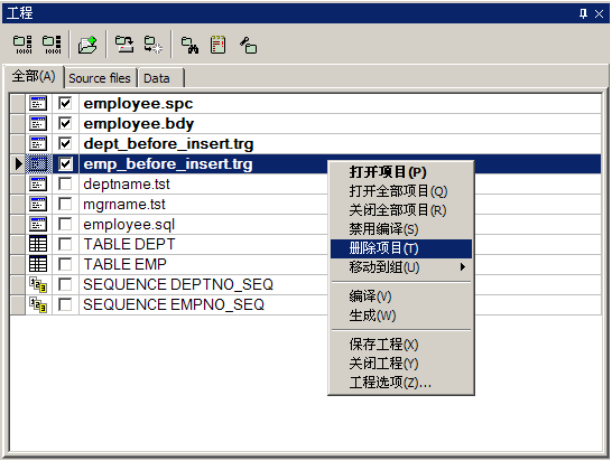 工程
全部(A) Source files Data
employee.spc
employee.bdy
dept_before_insert.trg
emp_before_insert.trg
deptname.tst
mgrname.tst
employee.sql
TABLE DEPT
TABLE EMP
SEQUENCE DEPTNO_SEQ
SEQUENCE EMPNO_SEQ
打开项目(P)
打开全部项目(Q)
关闭全部项目(R)
禁用编译(S)
删除项目(T)
移动到组(U)
编译(V)
生成(W)
保存工程(X)
关闭工程(Y)
工程选项(Z)...